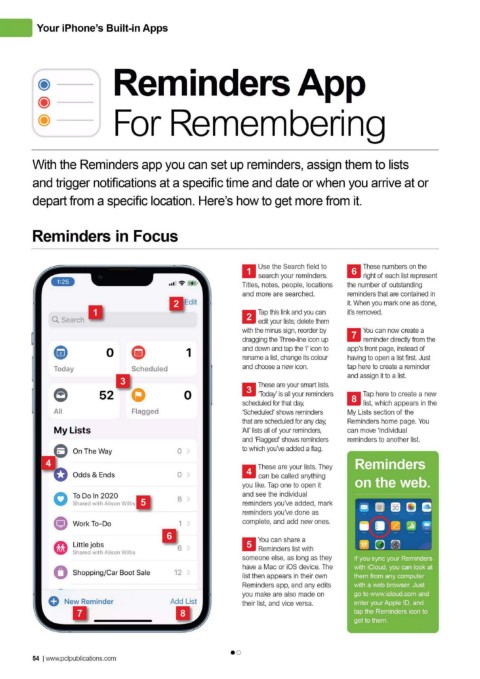 Your iPhone's Built-in Apps
Reminders App
For Remembering
With the Reminders app you can set up reminders, assign them to lists
and trigger notifications at a specific time and date or when you arrive at or
depart from a specific location. Here's how to get more from it.
Reminders in Focus
1:25
2 Edit
1
Search
0
Today
1
Scheduled
3
52
All
0
Flagged
My Lists
On The Way 0
4
Odds & Ends 0
To Do In 2020 8
Shared with Alison Willis 5
Work To-Do 1
6
Little jobs 6
Shared with Alison Willis
Shopping/Car Boot Sale 12
New Reminder Add List
7 8
1 Use the Search field to
search your reminders.
Titles, notes, people, locations
and more are searched.
2 Tap this link and you can
edit your lists; delete them
with the minus sign, reorder by
dragging the Three-line icon up
and down and tap the 'i' icon to
rename a list, change its colour
and choose a new icon.
3 These are your smart lists.
'Today' is all your reminders
scheduled for that day,
'Scheduled' shows reminders
that are scheduled for any day,
'All' lists all of your reminders,
and 'Flagged' shows reminders
to which you've added a flag.
4 These are your lists. They
can be called anything
you like. Tap one to open it
and see the individual
reminders you've added, mark
reminders you've done as
complete, and add new ones.
5 You can share a
Reminders list with
someone else, as long as they
have a Mac or iOS device. The
list then appears in their own
Reminders app, and any edits
you make are also made on
their list, and vice versa.
6 These numbers on the
right of each list represent
the number of outstanding
reminders that are contained in
it. When you mark one as done,
it's removed.
7 You can now create a
reminder directly from the
app's front page, instead of
having to open a list first. Just
tap here to create a reminder
and assign it to a list.
8 Tap here to create a new
list, which appears in the
My Lists section of the
Reminders home page. You
can move 'individual
reminders to another list.
Reminders
on the web.
If you sync your Reminders
with iCloud, you can look at
them from any computer
with a web browser. Just
go to www.icloud.com and
enter your Apple ID, and
tap the Reminders icon to
get to them.
54 | www.pclpublications.com